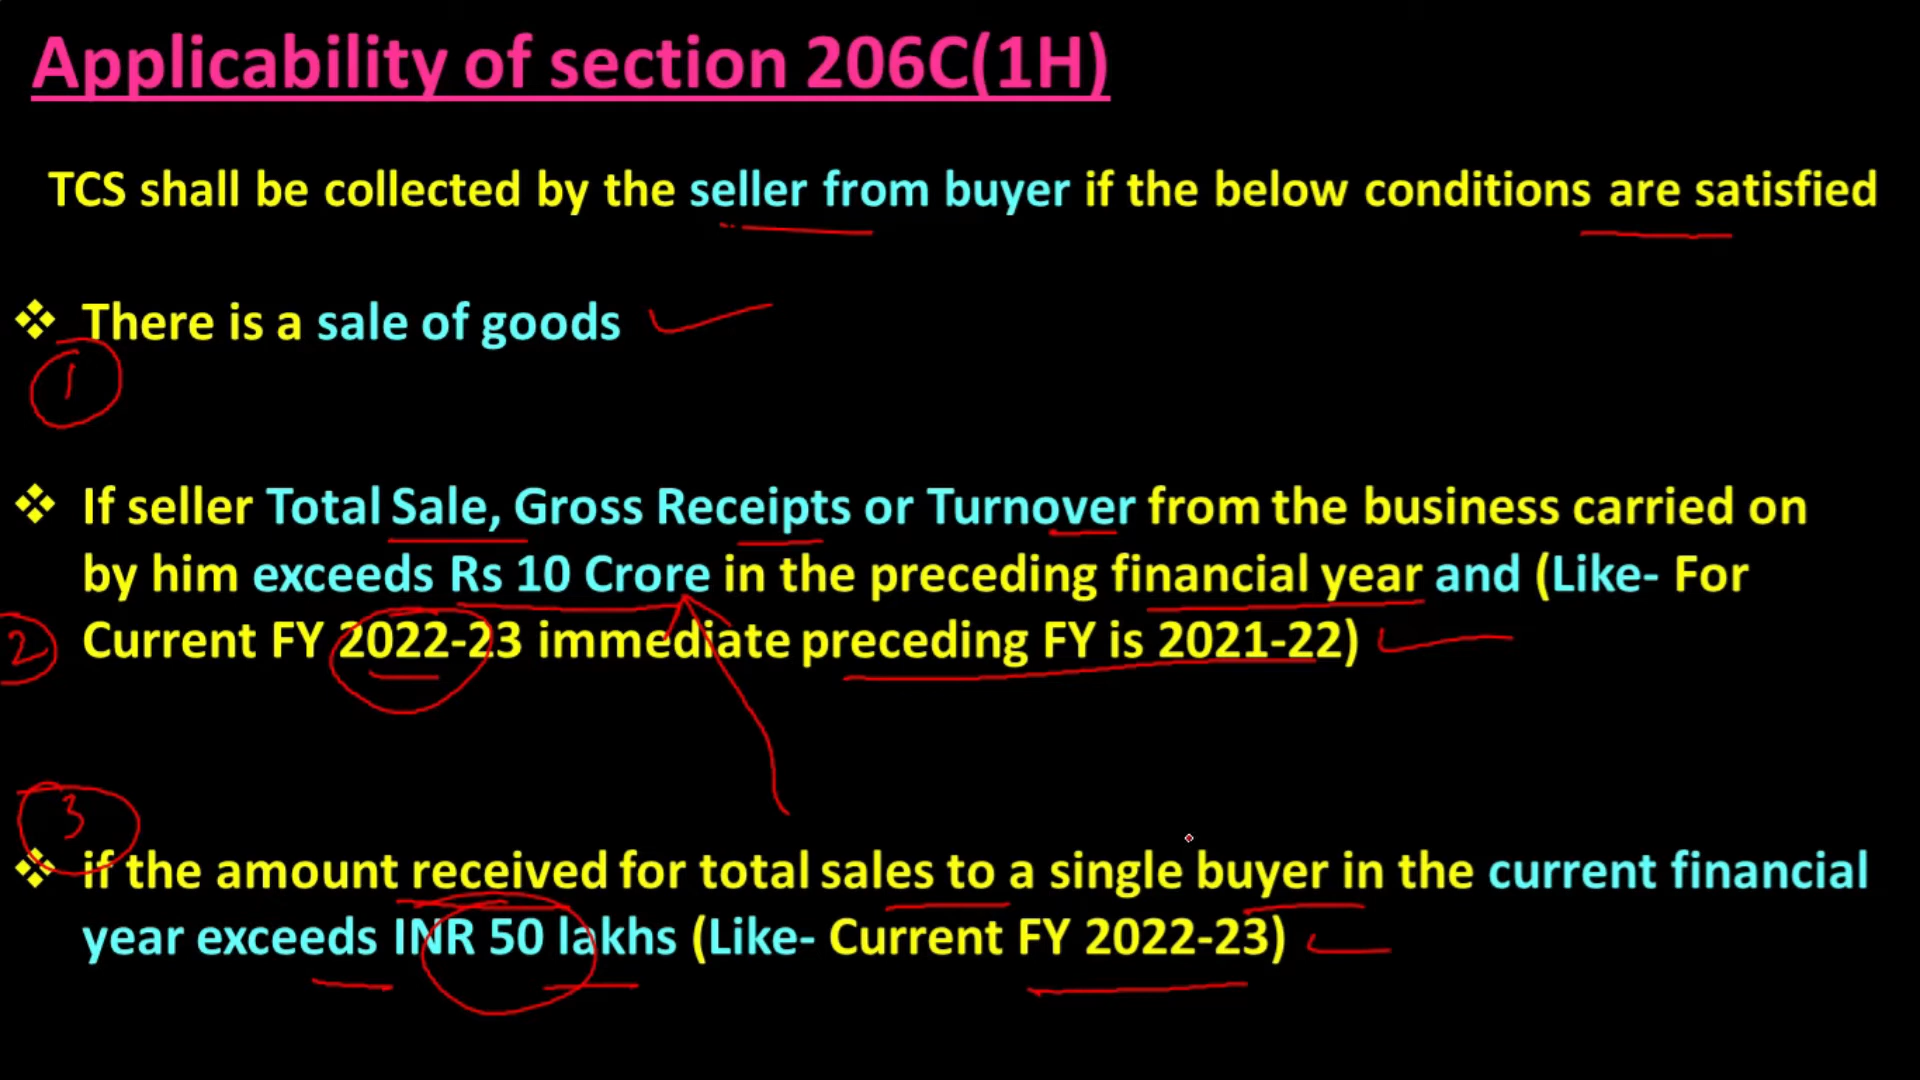 Applicability of section 206C(1H)
TCS shall be collected by the seller from buyer if the below conditions are satisfied
❖ There is a sale of goods
1
❖ If seller Total Sale, Gross Receipts or Turnover from the business carried on
by him exceeds Rs 10 Crore in the preceding financial year and (Like- For
2 Current FY 2022-23 immediate preceding FY is 2021-22)
3
❖ if the amount received for total sales to a single buyer in the current financial
year exceeds INR 50 lakhs (Like- Current FY 2022-23)